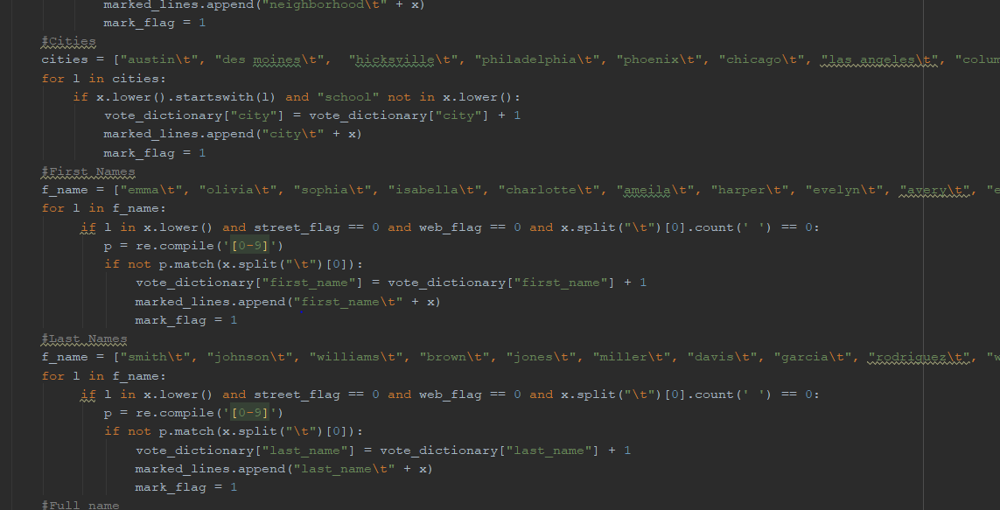 marked_lines.append("neighborhood\t" + x)
mark_flag = 1
#Cities
cities = ["austin\t", "des moines\t",  "hicksville\t", "philadelphia\t", "phoenix\t", "chicago\t", "las angeles\t", "colum
for l in cities:
if x.lower().startswith(l) and "school" not in x.lower():
vote_dictionary["city"] = vote_dictionary["city"] + 1
marked_lines.append("city\t" + x)
mark_flag = 1
#First Names
f_name = ["emma\t", "olivia\t", "sophia\t", "isabella\t", "charlotte\t", "ameila\t", "harper\t", "evelyn\t", "avery\t", "e
for l in f_name:
if l in x.lower() and street_flag == 0 and web_flag == 0 and x.split("\t")[0].count(' ') == 0:
p = re.compile('[0-9]')
if not p.match(x.split("\t")[0]):
vote_dictionary["first_name"] = vote_dictionary["first_name"] + 1
marked_lines.append("first_name\t" + x)
mark_flag = 1
#Last Names
f_name = ["smith\t", "johnson\t", "williams\t", "brown\t", "jones\t", "miller\t", "davis\t", "garcia\t", "rodriquez\t", "w
for l in f_name:
if l in x.lower() and street_flag == 0 and web_flag == 0 and x.split("\t")[0].count(' ') == 0:
p = re.compile('[0-9]')
if not p.match(x.split("\t")[0]):
vote_dictionary["last_name"] = vote_dictionary["last_name"] + 1
marked_lines.append("last_name\t" + x)
mark_flag = 1
#Full name